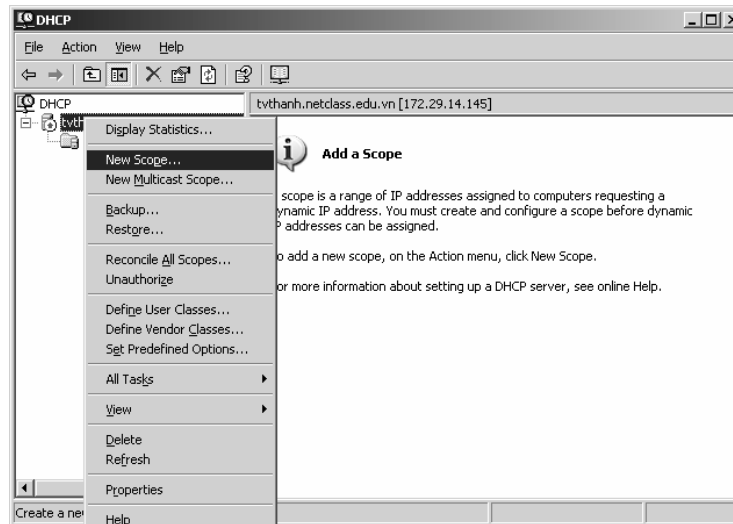 DHCP
File Action View Help
DHCP
tvthanh.netclass.edu.vn [172.29.14.145]
Display Statistics...
New Scope...
New Multicast Scope...
Backup...
Restore...
Reconcile All Scopes...
Unauthorize
Define User Classes...
Define Vendor Classes...
Set Predefined Options...
All Tasks
View
Delete
Refresh
Properties
Help
Add a Scope
scope is a range of IP addresses assigned to computers requesting a
ynamic IP address. You must create and configure a scope before dynamic
P addresses can be assigned.
o add a new scope, on the Action menu, click New Scope.
or more information about setting up a DHCP server, see online Help.
Create a ne